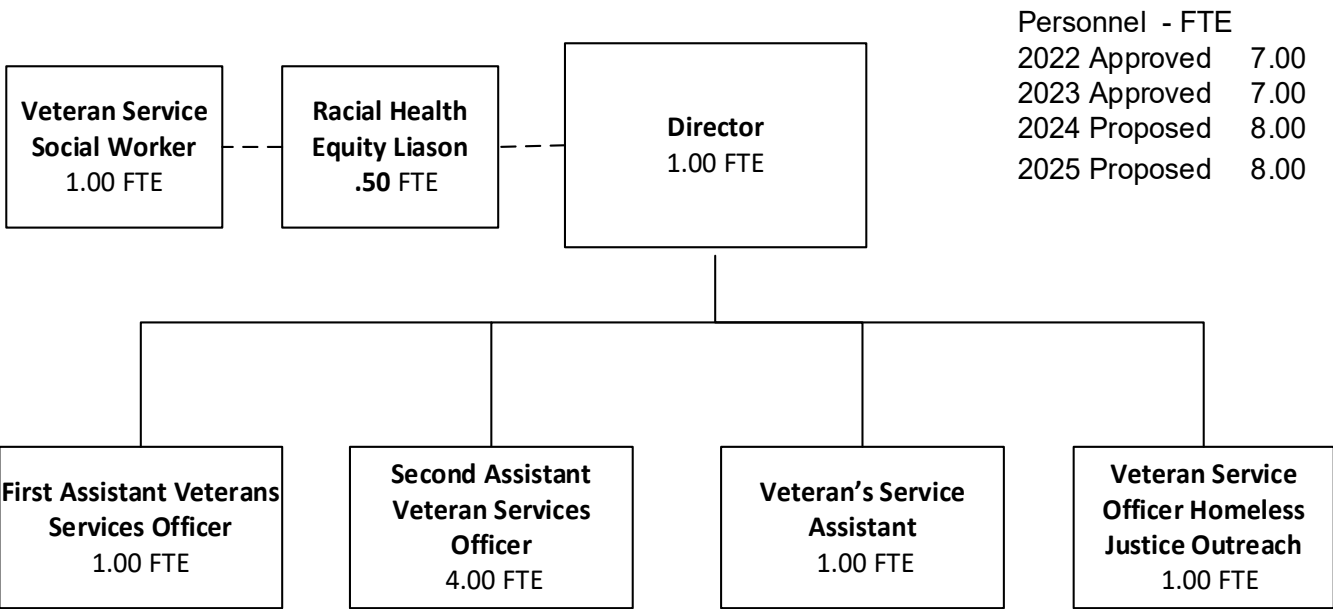 Personnel - FTE
2022 Approved 7.00
2023 Approved 7.00
2024 Proposed 8.00
2025 Proposed 8.00
Veteran Service
Social Worker
1.00 FTE
Racial Health
Equity Liason
.50 FTE
Director
1.00 FTE
First Assistant Veterans
Services Officer
1.00 FTE
Second Assistant
Veteran Services
Officer
4.00 FTE
Veteran’s Service
Assistant
1.00 FTE
Veteran Service
Officer Homeless
Justice Outreach
1.00 FTE